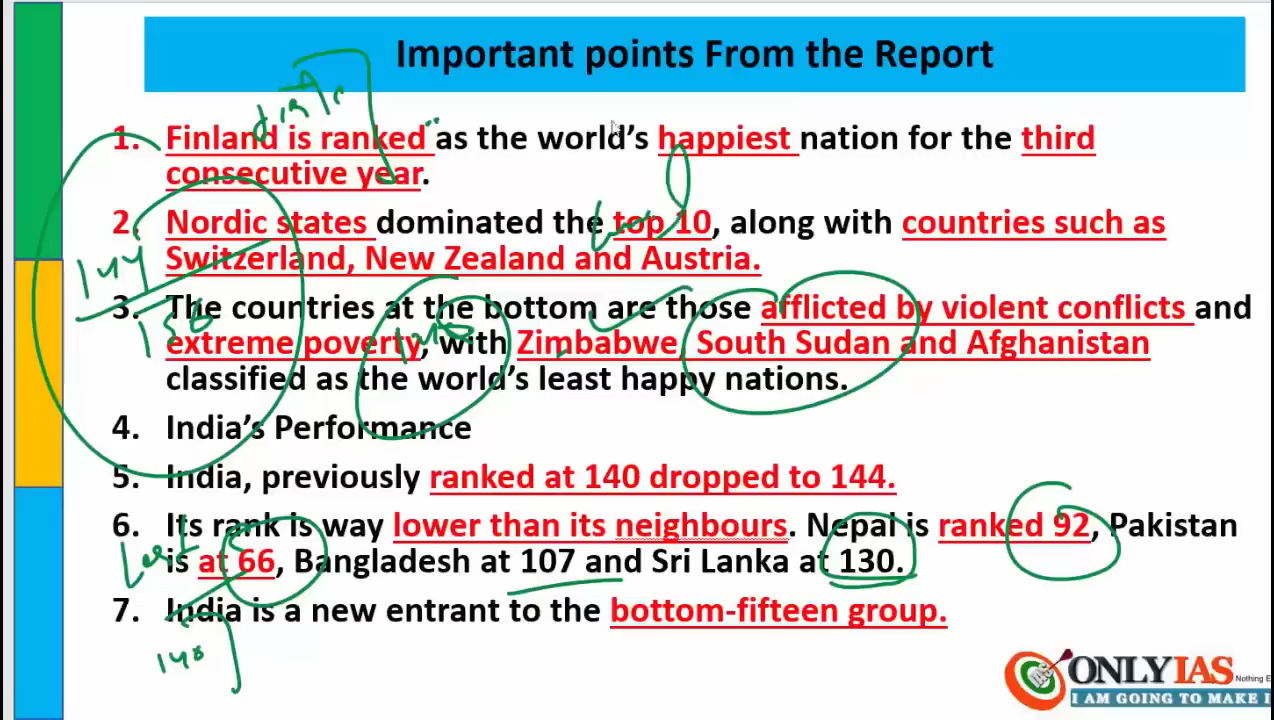 Important points From the Report
1. Finland is ranked as the world's happiest nation for the third
consecutive year.
2. Nordic states dominated the top 10, along with countries such as
Switzerland, New Zealand and Austria.
3. The countries at the bottom are those afflicted by violent conflicts and
extreme poverty, with Zimbabwe, South Sudan and Afghanistan
classified as the world's least happy nations.
4. India's Performance
5. India, previously ranked at 140 dropped to 144.
6. Its rank is way lower than its neighbours. Nepal is ranked 92, Pakistan
is at 66, Bangladesh at 107 and Sri Lanka at 130.
7. India is a new entrant to the bottom-fifteen group.
144
Least
140
ONLYIAS
Nothing E
I AM GOING TO MAKE I